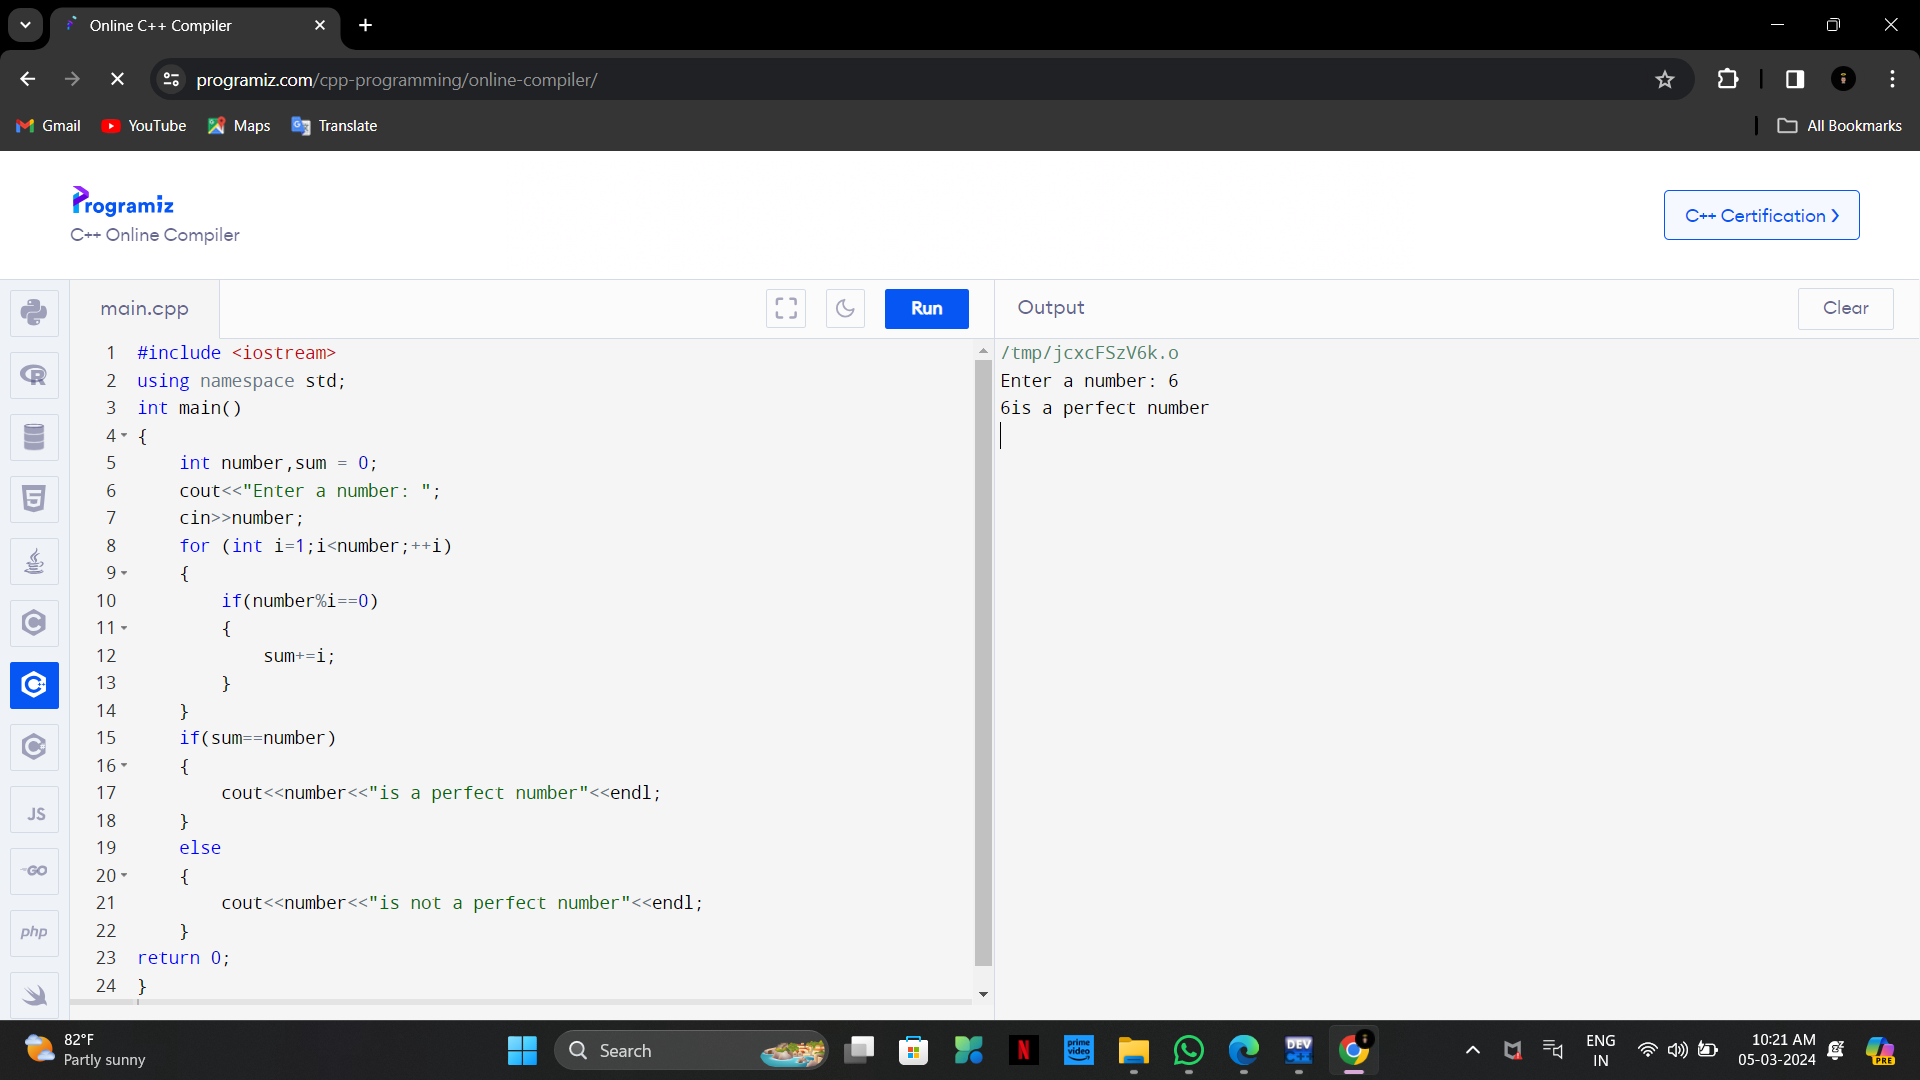 Online C++ Compiler
programiz.com/cpp-programming/online-compiler/
Gmail YouTube Maps Translate
All Bookmarks
Programiz
C++ Online Compiler
C++ Certification
main.cpp
Run
Output
Clear
1 #include <iostream>
2 using namespace std;
3 int main()
4 {
5 int number,sum = 0;
6 cout<<"Enter a number: ";
7 cin>>number;
8 for (int i=1;i<number;++i)
9 {
10 if(number%i==0)
11 {
12 sum+=i;
13 }
14 }
15 if(sum==number)
16 {
17 cout<<number<<"is a perfect number"<<endl;
18 }
19 else
20 {
21 cout<<number<<"is not a perfect number"<<endl;
22 }
23 return 0;
24 }
/tmp/jcxcFSzV6k.o
Enter a number: 6
6is a perfect number
JS
GO
php
82°F
Partly sunny
Search
prime video
DEV C++
ENG
IN
10:21 AM
05-03-2024
PRE